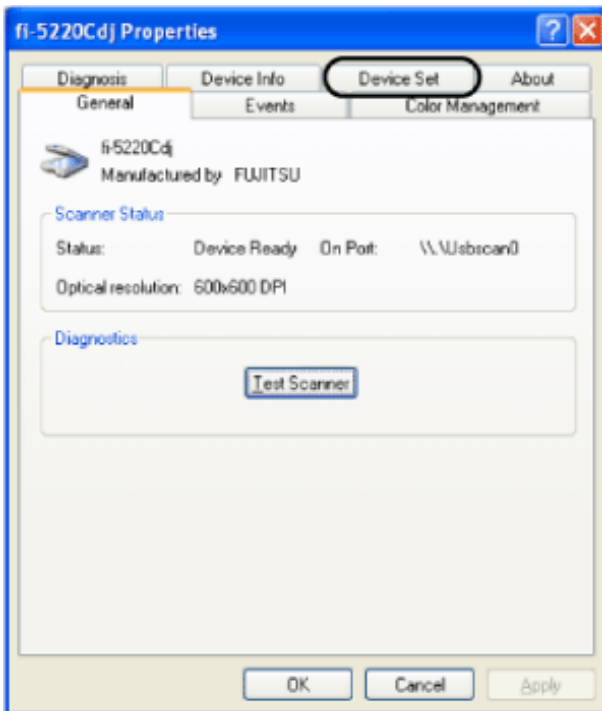 fi-5220Cdj Properties
Diagnosis Device Info Device Set About
General Events Color Management
fi-5220Cdj
Manufactured by FUJITSU
Scanner Status
Status: Device Ready On Port: \\.\Usbscan0
Optical resolution: 600x600 DPI
Diagnostics
Test Scanner
OK Cancel Apply